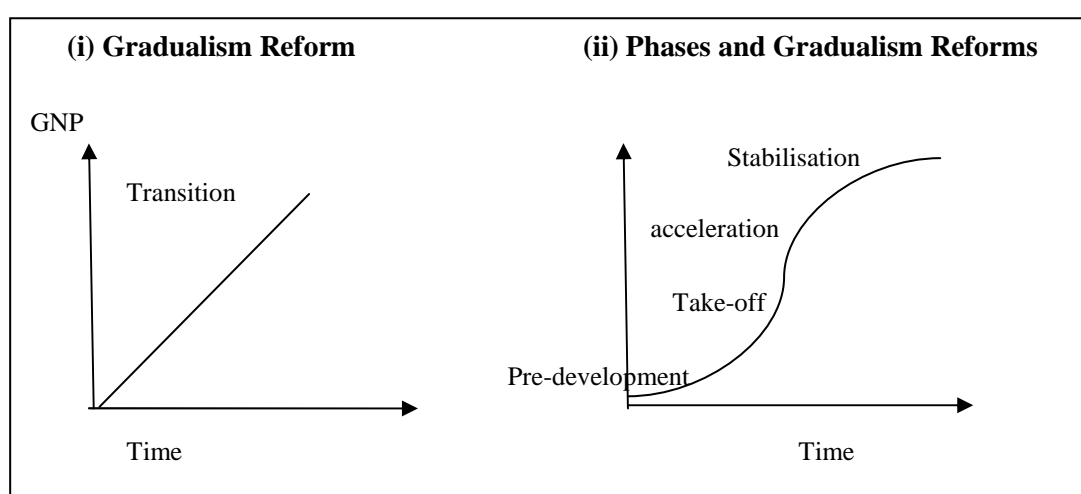 (i) Gradualism Reform
GNP
Transition
Time
(ii) Phases and Gradualism Reforms
Stabilisation
acceleration
Take-off
Pre-development
Time